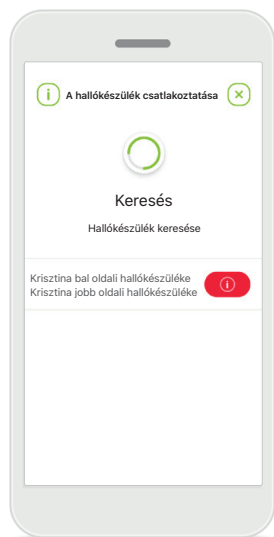 A hallókészülék csatlakoztatása
Keresés
Hallókészülék keresése
Krisztina bal oldali hallókészüléke
Krisztina jobb oldali hallókészüléke